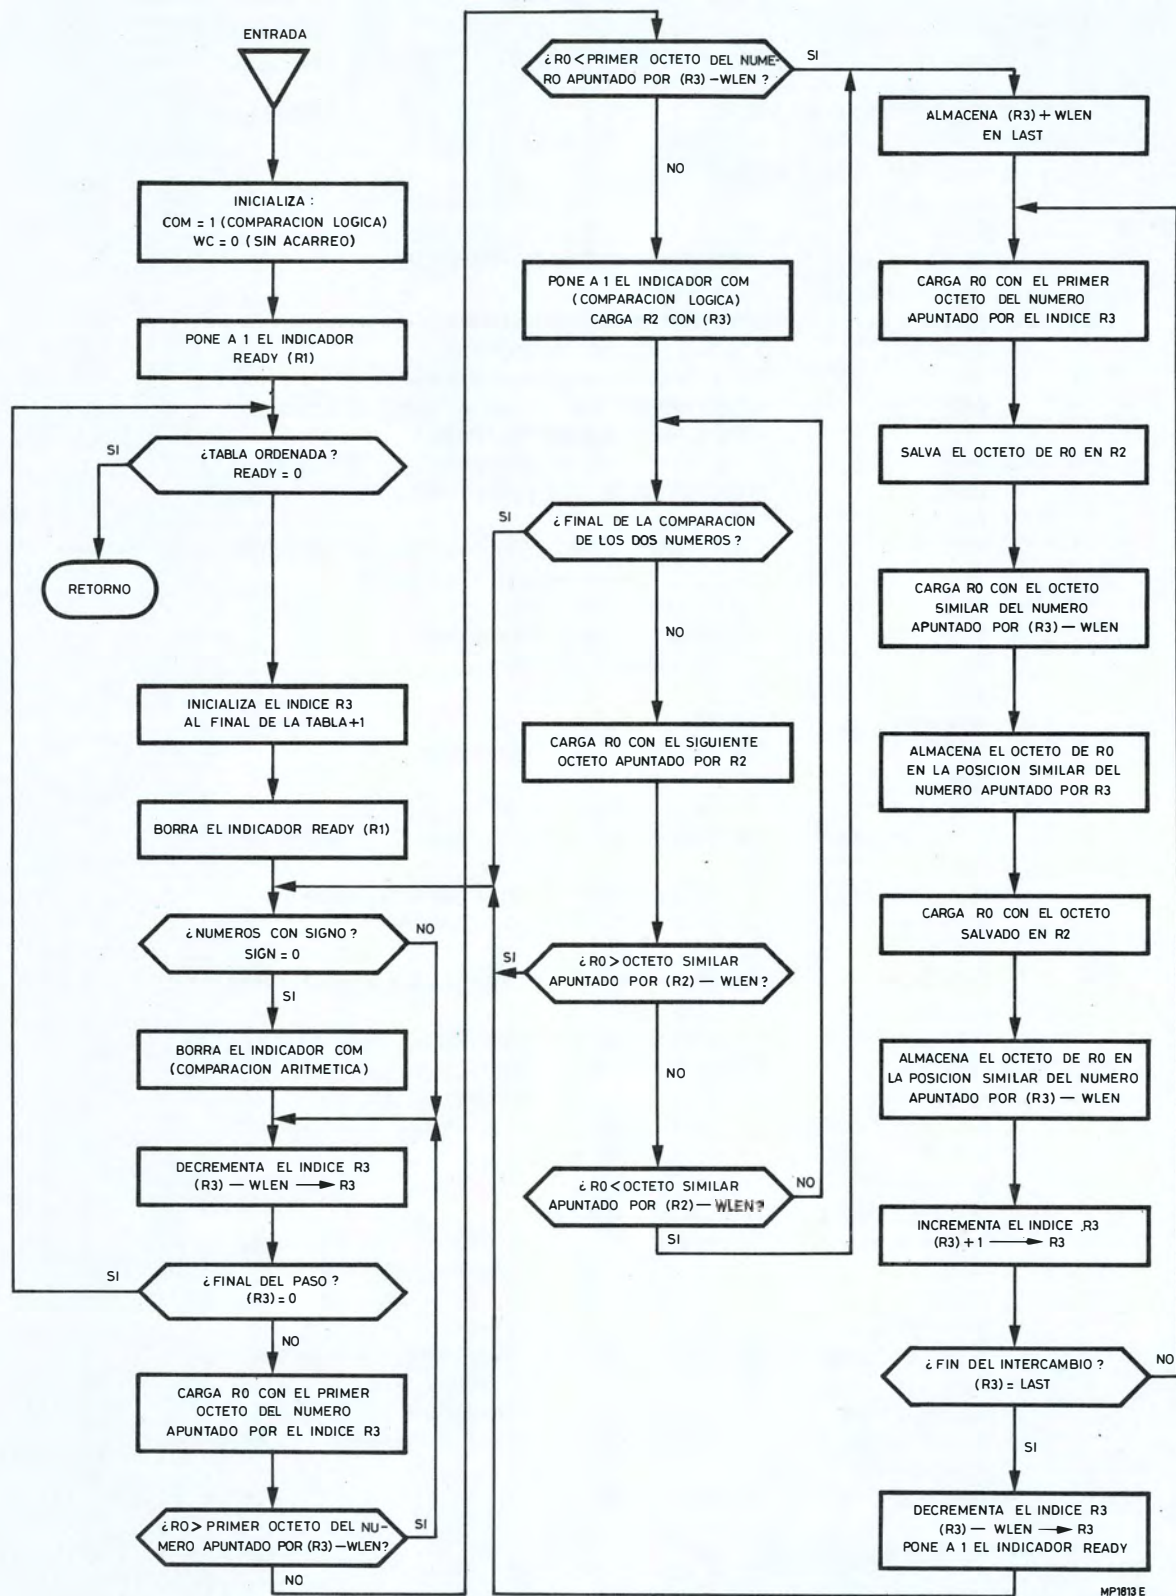 ENTRADA
INICIALIZA :
COM = 1 (COMPARACION LOGICA)
WC = 0 (SIN ACARREO)
PONE A 1 EL INDICADOR
READY (R1)
SI
¿TABLA ORDENADA?
READY = 0
RETORNO
INICIALIZA EL INDICE R3
AL FINAL DE LA TABLA+1
BORRA EL INDICADOR READY (R1)
¿NUMEROS CON SIGNO?
SIGN = 0
NO
SI
BORRA EL INDICADOR COM
(COMPARACION ARITMETICA)
DECREMENTA EL INDICE R3
(R3) — WLEN → R3
SI
¿FINAL DEL PASO?
(R3) = 0
NO
CARGA R0 CON EL PRIMER
OCTETO DEL NUMERO
APUNTADO POR EL INDICE R3
¿R0 > PRIMER OCTETO DEL NU-
MERO APUNTADO POR (R3) —WLEN?
SI
NO
¿R0 < PRIMER OCTETO DEL NUME-
RO APUNTADO POR (R3) —WLEN?
SI
NO
PONE A 1 EL INDICADOR COM
(COMPARACION LOGICA)
CARGA R2 CON (R3)
SI
¿FINAL DE LA COMPARACION
DE LOS DOS NUMEROS?
NO
CARGA R0 CON EL SIGUIENTE
OCTETO APUNTADO POR R2
SI
¿R0 > OCTETO SIMILAR
APUNTADO POR (R2) — WLEN?
NO
¿R0 < OCTETO SIMILAR
APUNTADO POR (R2) — WLEN?
NO
SI
ALMACENA (R3) + WLEN
EN LAST
CARGA R0 CON EL PRIMER
OCTETO DEL NUMERO
APUNTADO POR EL INDICE R3
SALVA EL OCTETO DE R0 EN R2
CARGA R0 CON EL OCTETO
SIMILAR DEL NUMERO
APUNTADO POR (R3) — WLEN
ALMACENA EL OCTETO DE R0
EN LA POSICION SIMILAR DEL
NUMERO APUNTADO POR R3
CARGA R0 CON EL OCTETO
SALVADO EN R2
ALMACENA EL OCTETO DE R0 EN
LA POSICION SIMILAR DEL NUMERO
APUNTADO POR (R3) — WLEN
INCREMENTA EL INDICE R3
(R3) + 1 → R3
¿FIN DEL INTERCAMBIO?
(R3) = LAST
NO
SI
DECREMENTA EL INDICE R3
(R3) — WLEN → R3
PONE A 1 EL INDICADOR READY
MP1813 E